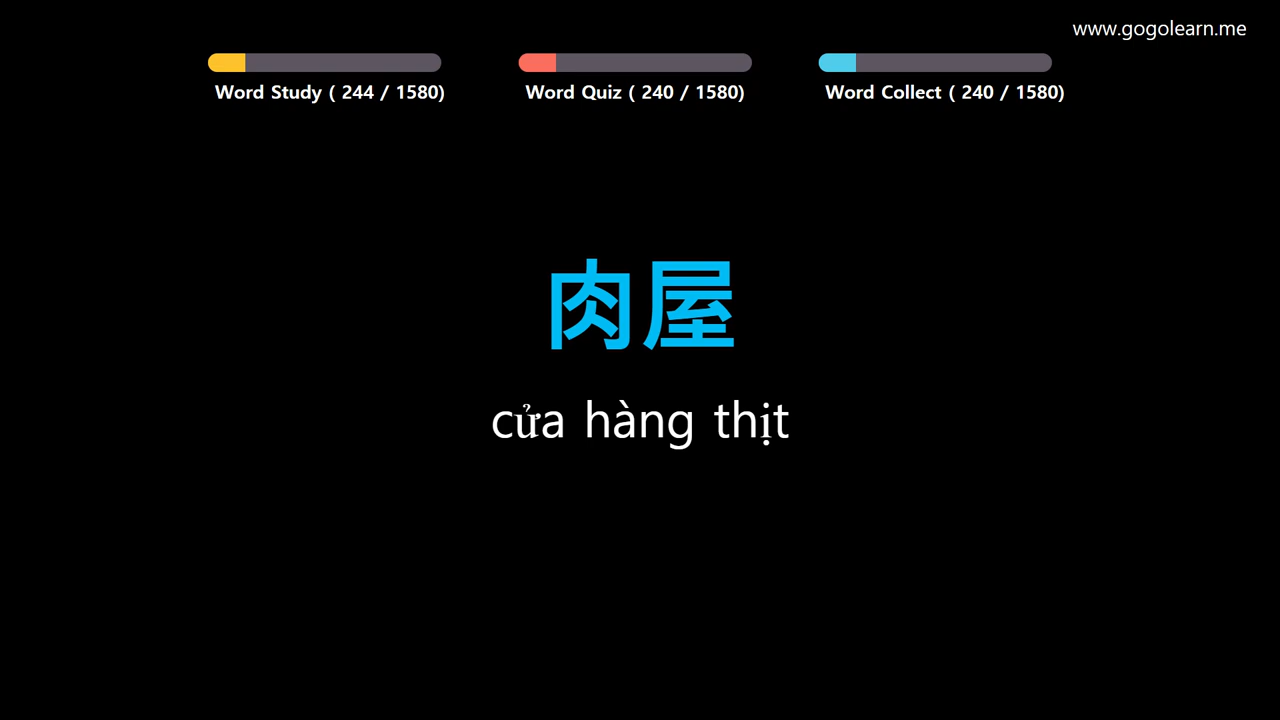 www.gogolearn.me
Word Study ( 244 / 1580)
Word Quiz ( 240 / 1580)
Word Collect ( 240 / 1580)
肉屋
cửa hàng thịt